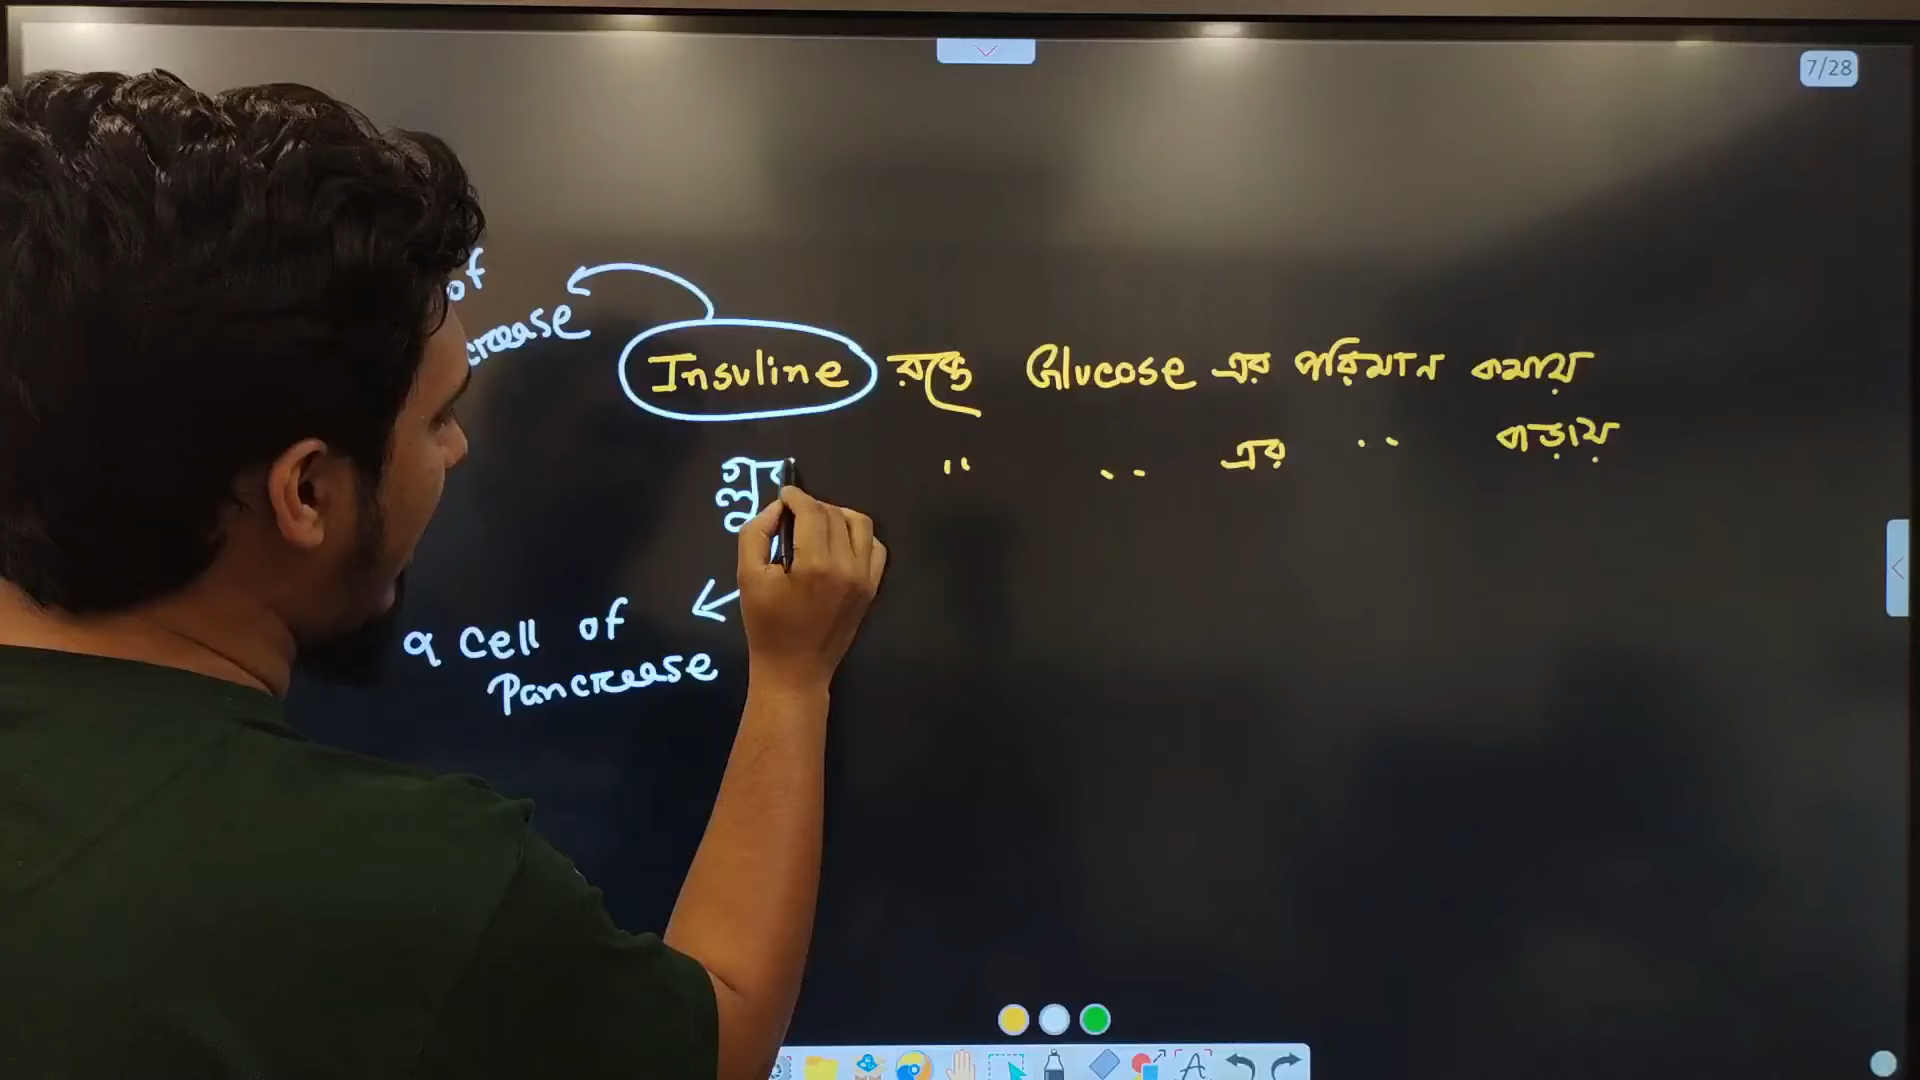 7/28
of
crease
Insuline রক্তে Glucose এর পরিমান কমায়
গ্লু " " এর " বাড়ায়
α Cell of
Pancrease